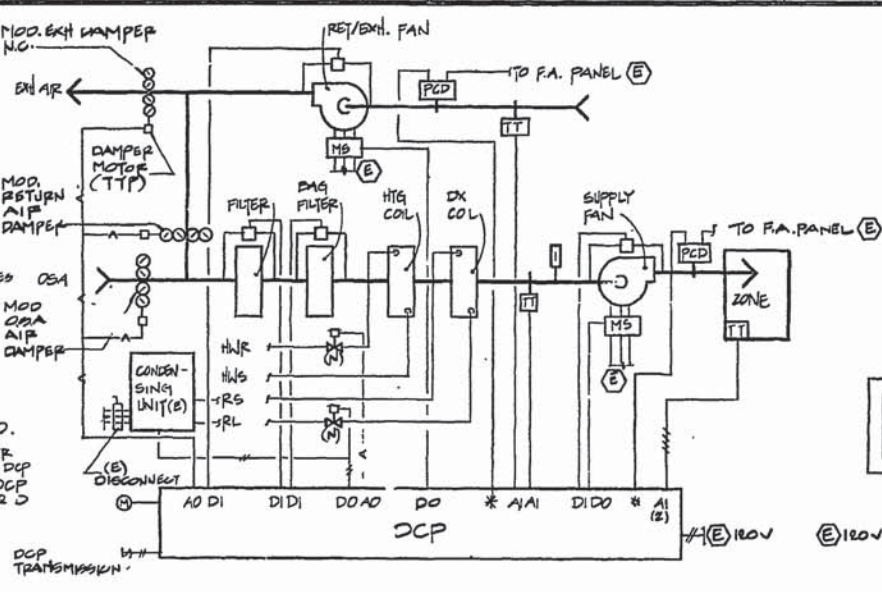 MOD. EXH DAMPER
N.C.
RET/EXH. FAN
TO F.A. PANEL E
EXH AIR
PCD
TT
DAMPER
MOTOR
(TYP)
MS
E
MOD.
RETURN
AIR
DAMPER
FILTER
BAG
FILTER
HTG
COIL
DX
COIL
SUPPLY
FAN
TO F.A. PANEL E
PCD
OSA
TT
ZONE
TT
MOD
OSA
AIR
DAMPER
MS
E
HWR
N
HWS
CONDEN-
SING
UNIT(E)
RS
RL
N
(E)
DISCONNECT
DCP
DCP
M
AO DI DI DI DO AO DO * AI AI DI DO * AI
(2)
DCP
E 120V
E 120V
DCP
TRANSMISSION.